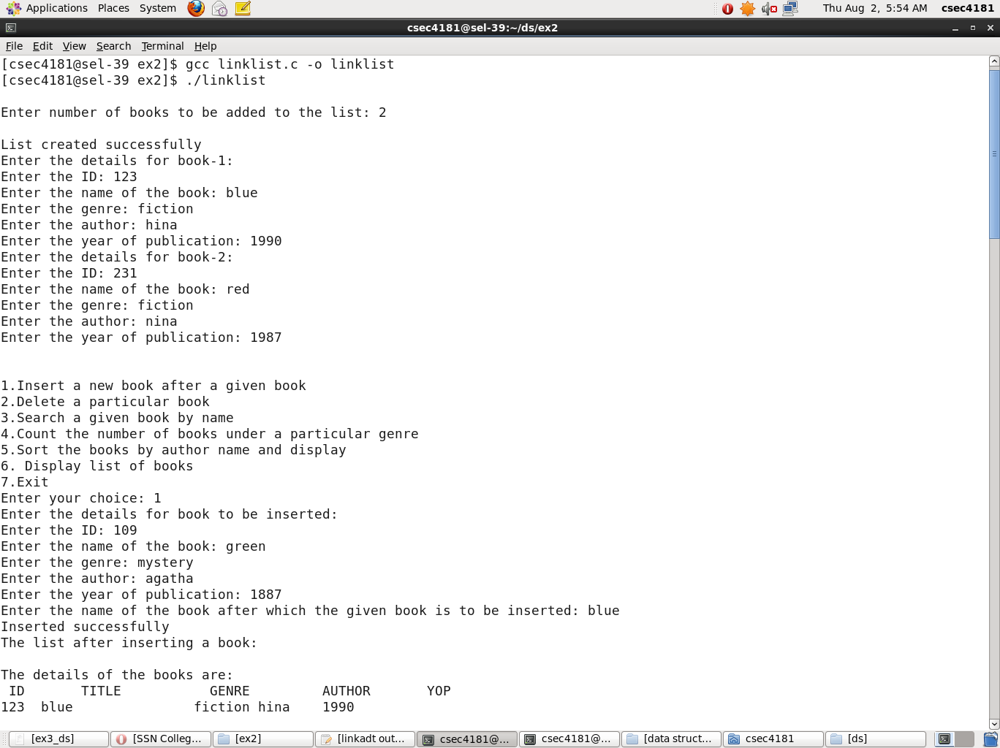 Applications Places System Thu Aug 2, 5:54 AM csec4181
csec4181@sel-39:~/ds/ex2
File Edit View Search Terminal Help
[csec4181@sel-39 ex2]$ gcc linklist.c -o linklist
[csec4181@sel-39 ex2]$ ./linklist
Enter number of books to be added to the list: 2
List created successfully
Enter the details for book-1:
Enter the ID: 123
Enter the name of the book: blue
Enter the genre: fiction
Enter the author: hina
Enter the year of publication: 1990
Enter the details for book-2:
Enter the ID: 231
Enter the name of the book: red
Enter the genre: fiction
Enter the author: nina
Enter the year of publication: 1987
1.Insert a new book after a given book
2.Delete a particular book
3.Search a given book by name
4.Count the number of books under a particular genre
5.Sort the books by author name and display
6. Display list of books
7.Exit
Enter your choice: 1
Enter the details for book to be inserted:
Enter the ID: 109
Enter the name of the book: green
Enter the genre: mystery
Enter the author: agatha
Enter the year of publication: 1887
Enter the name of the book after which the given book is to be inserted: blue
Inserted successfully
The list after inserting a book:
The details of the books are:
ID TITLE GENRE AUTHOR YOP
123 blue fiction hina 1990
[ex3_ds] [SSN Colleg... [ex2] [linkadt out... csec4181@... csec4181@... [data struct... csec4181 [ds]